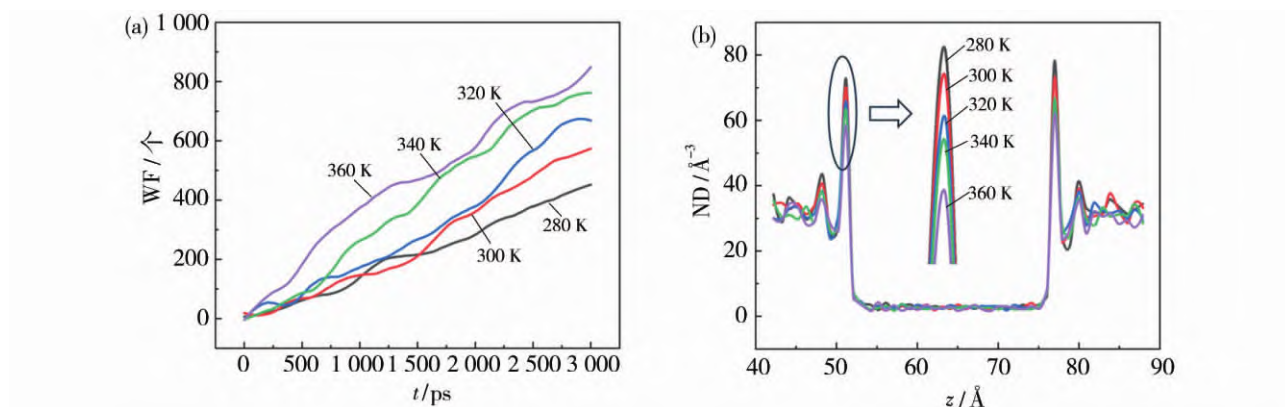 (a)
1 000
800
600
400
200
0
WF / 个
360 K
340 K
320 K
300 K
280 K
0 500 1 000 1 500 2 000 2 500 3 000
t /ps
(b)
80
60
40
20
0
ND / Å⁻³
280 K
300 K
320 K
340 K
360 K
40 50 60 70 80 90
z / Å